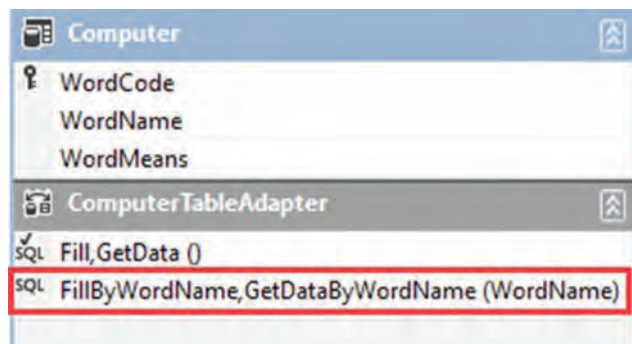 Computer
WordCode
WordName
WordMeans
ComputerTableAdapter
SQL Fill,GetData ()
SQL FillByWordName,GetDataByWordName (WordName)